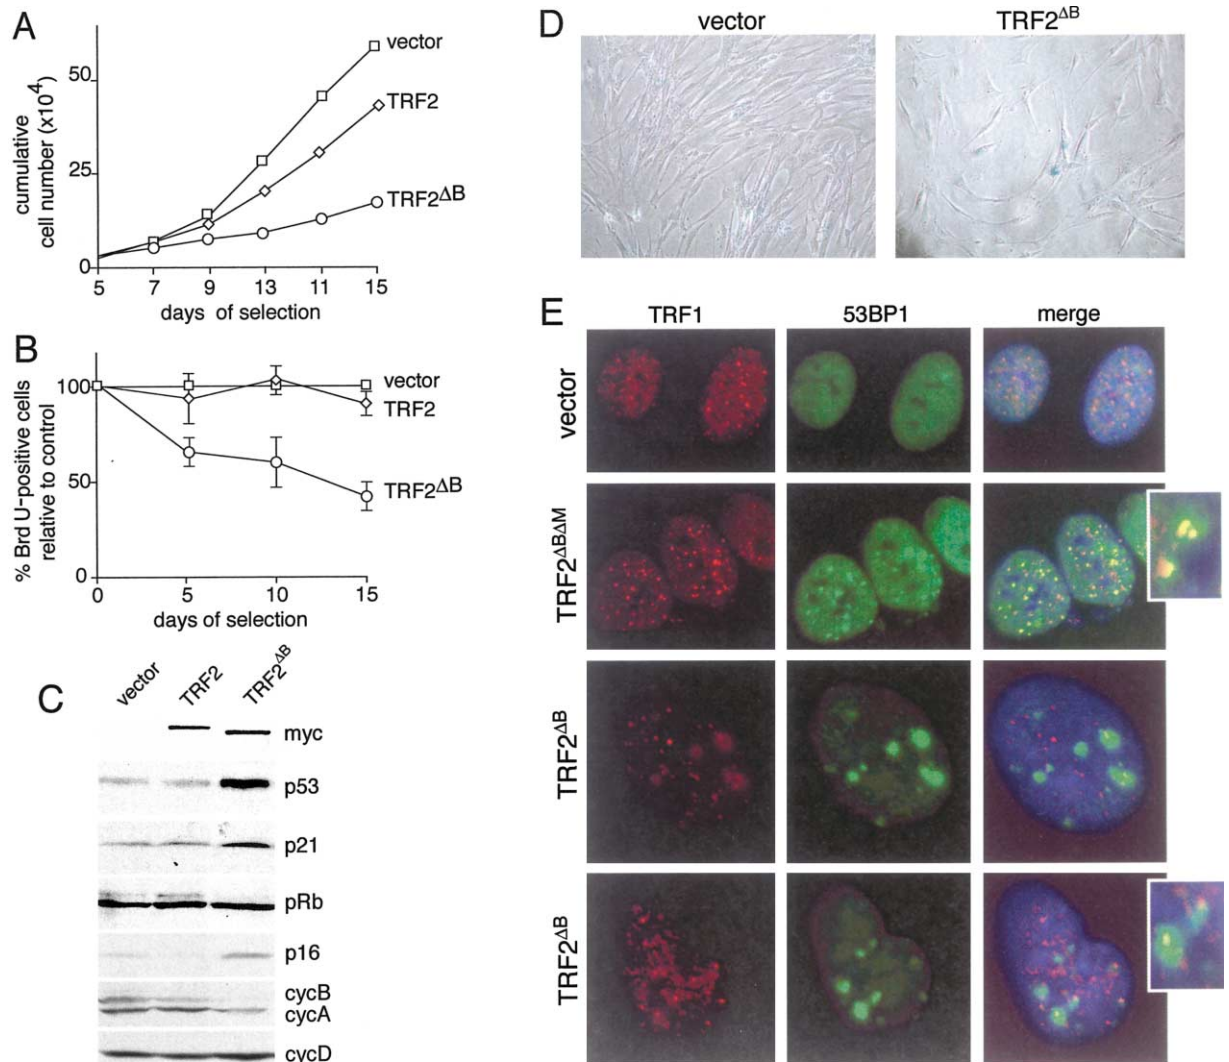 A
cumulative
cell number (x10⁴)
50
25
0
vector
TRF2
TRF2ΔB
5 7 9 13 11 15
days of selection
B
% Brd U-positive cells
relative to control
100
50
0
vector
TRF2
TRF2ΔB
0 5 10 15
days of selection
C
vector TRF2 TRF2ΔB
myc
p53
p21
pRb
p16
cycB
cycA
cycD
D
vector TRF2ΔB
E
TRF1 53BP1 merge
vector
TRF2ΔBΔM
TRF2ΔB
TRF2ΔB